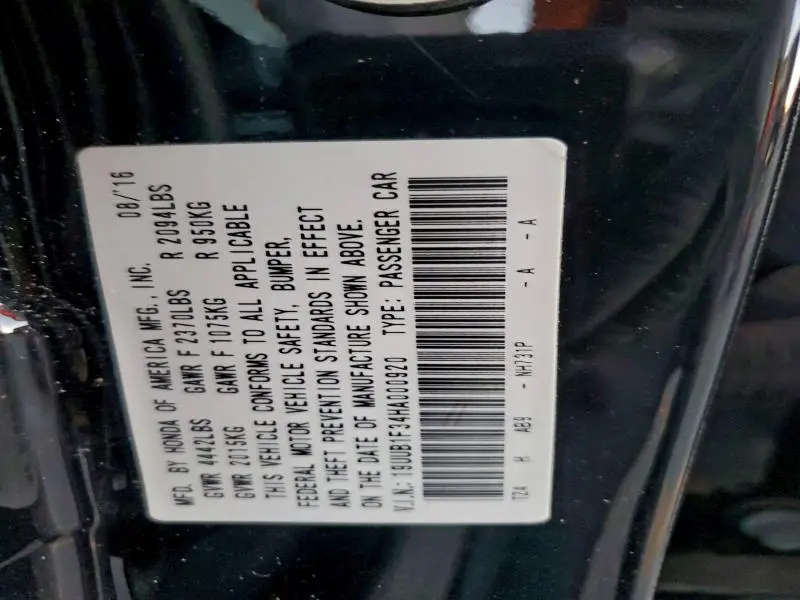 MFD. BY HONDA OF AMERICA MFG., INC. 08/'16
GVWR 4442LBS GAWR F 2370LBS R 2094LBS
GVWR 2015KG GAWR F 1075KG R 950KG
THIS VEHICLE CONFORMS TO ALL APPLICABLE
FEDERAL MOTOR VEHICLE SAFETY, BUMPER,
AND THEFT PREVENTION STANDARDS IN EFFECT
ON THE DATE OF MANUFACTURE SHOWN ABOVE.
V.I.N.: 19UUB1F34HA000920 TYPE: PASSENGER CAR
TZ4 H AB9 - NH731P - A - A